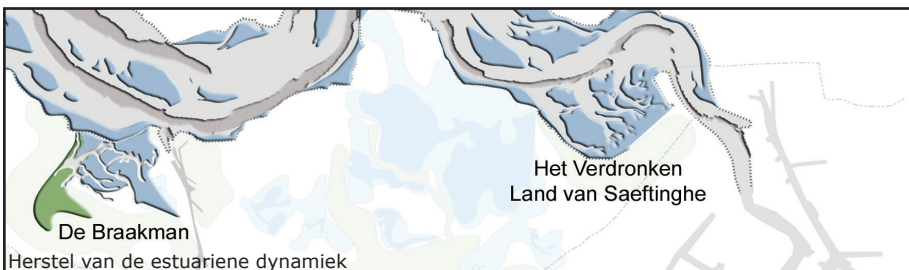 Het Verdronken
Land van Saeftinghe
De Braakman
Herstel van de estuariene dynamiek